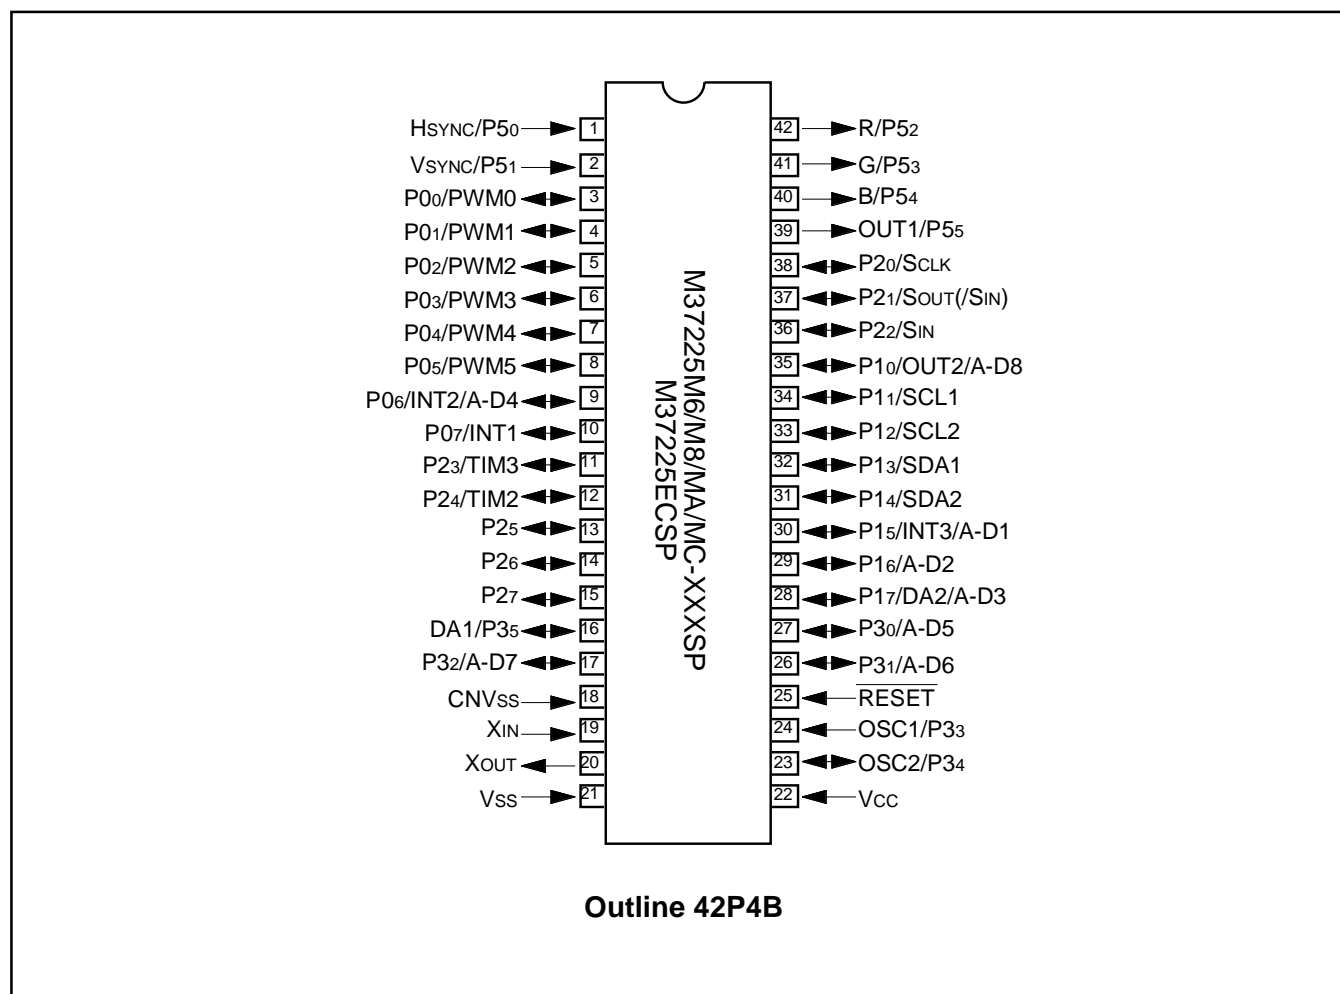 HSYNC/P50 1 42 R/P52
VSYNC/P51 2 41 G/P53
P00/PWM0 3 40 B/P54
P01/PWM1 4 39 OUT1/P55
P02/PWM2 5 38 P20/SCLK
P03/PWM3 6 37 P21/SOUT(/SIN)
P04/PWM4 7 36 P22/SIN
P05/PWM5 8 35 P10/OUT2/A-D8
P06/INT2/A-D4 9 34 P11/SCL1
P07/INT1 10 33 P12/SCL2
P23/TIM3 11 32 P13/SDA1
P24/TIM2 12 31 P14/SDA2
P25 13 30 P15/INT3/A-D1
P26 14 29 P16/A-D2
P27 15 28 P17/DA2/A-D3
DA1/P35 16 27 P30/A-D5
P32/A-D7 17 26 P31/A-D6
CNVSS 18 25 RESET
XIN 19 24 OSC1/P33
XOUT 20 23 OSC2/P34
VSS 21 22 VCC
M37225M6/M8/MA/MC-XXXSP
M37225ECSP
Outline 42P4B